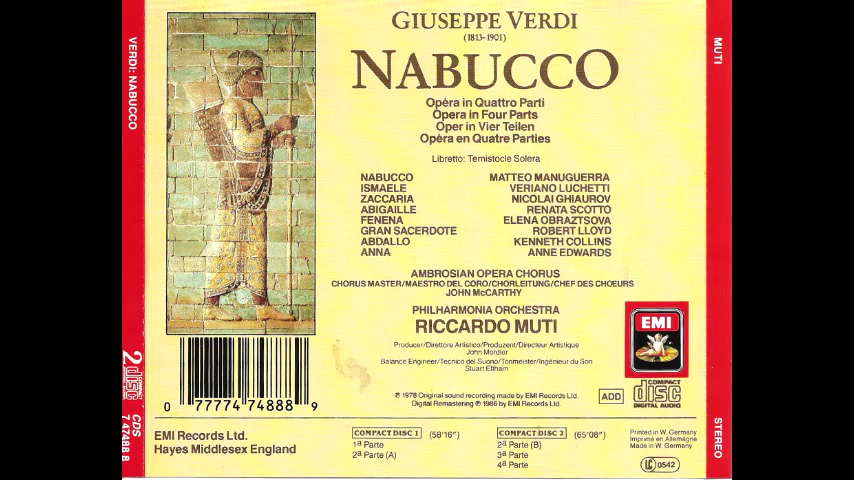 VERDI: NABUCCO
2 COMPACT disc
CDS
7 47488 8
GIUSEPPE VERDI
(1813-1901)
NABUCCO
Opéra in Quattro Parti
Opera in Four Parts
Oper in Vier Teilen
Opéra en Quatre Parties
Libretto: Temistocle Solera
NABUCCO MATTEO MANUGUERRA
ISMAELE VERIANO LUCHETTI
ZACCARIA NICOLAI GHIAUROV
ABIGAILLE RENATA SCOTTO
FENENA ELENA OBRAZTSOVA
GRAN SACERDOTE ROBERT LLOYD
ABDALLO KENNETH COLLINS
ANNA ANNE EDWARDS
AMBROSIAN OPERA CHORUS
CHORUS MASTER/MAESTRO DEL CORO/CHORLEITUNG/CHEF DES CHŒURS
JOHN McCARTHY
PHILHARMONIA ORCHESTRA
RICCARDO MUTI
Producer/Direttore Artistico/Produzent/Directeur Artistique
John Mordler
Balance Engineer/Tecnico del Suono/Tonmeister/Ingénieur du Son
Stuart Eltham
℗ 1978 Original sound recording made by EMI Records Ltd.
Digital Remastering ℗ 1986 by EMI Records Ltd.
ADD
EMI
COMPACT
disc
DIGITAL AUDIO
0 77774 74888 9
EMI Records Ltd.
Hayes Middlesex England
COMPACT DISC 1 (58'16")
1ª Parte
2ª Parte (A)
COMPACT DISC 2 (65'08")
2ª Parte (B)
3ª Parte
4ª Parte
Printed in W. Germany
Imprimé en Allemagne
Made in W. Germany
LC 0542
MUTI
STEREO